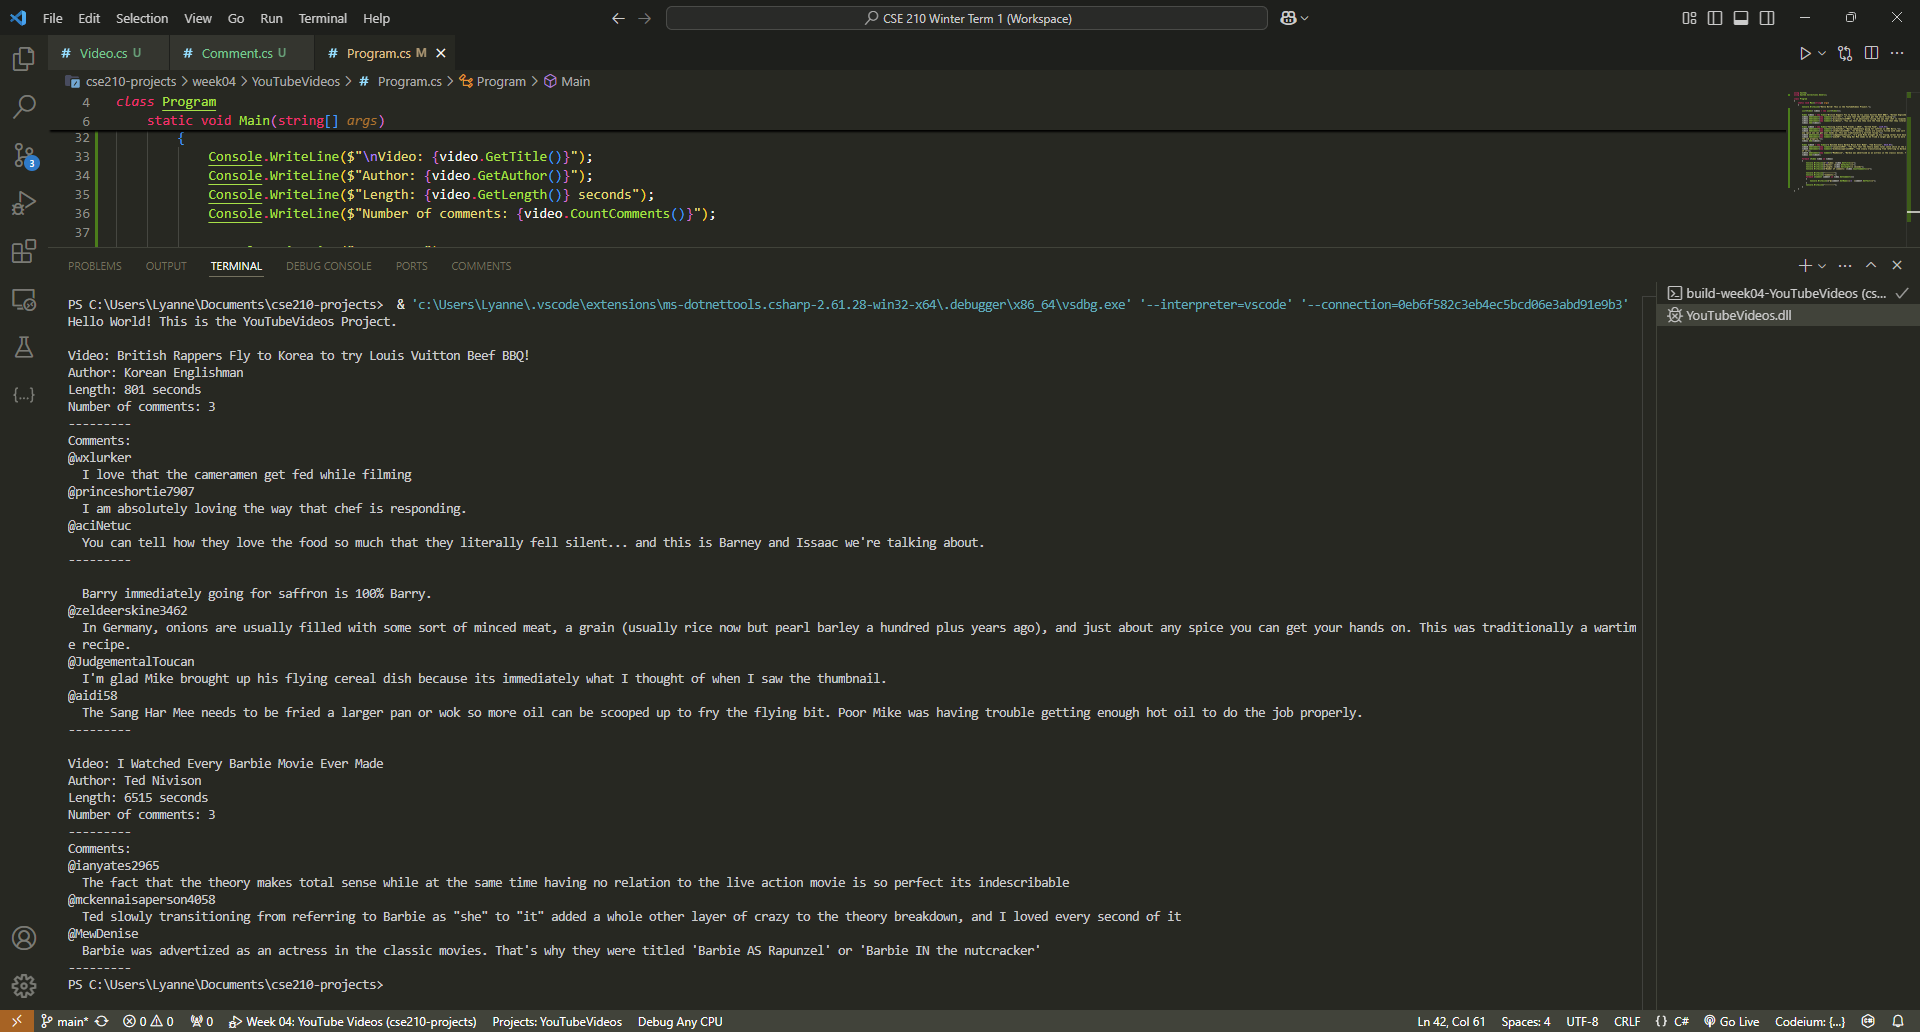 File Edit Selection View Go Run Terminal Help
CSE 210 Winter Term 1 (Workspace)
# Video.cs U
# Comment.cs U
# Program.cs M
cse210-projects > week04 > YouTubeVideos > # Program.cs > Program > Main
4 class Program
6 static void Main(string[] args)
32 {
33 Console.WriteLine($"\nVideo: {video.GetTitle()}");
34 Console.WriteLine($"Author: {video.GetAuthor()}");
35 Console.WriteLine($"Length: {video.GetLength()} seconds");
36 Console.WriteLine($"Number of comments: {video.CountComments()}");
37
3
PROBLEMS OUTPUT TERMINAL DEBUG CONSOLE PORTS COMMENTS
PS C:\Users\Lyanne\Documents\cse210-projects> & 'c:\Users\Lyanne\.vscode\extensions\ms-dotnettools.csharp-2.61.28-win32-x64\.debugger\x86_64\vsdbg.exe' '--interpreter=vscode' '--connection=0eb6f582c3eb4ec5bcd06e3abd91e9b3'
Hello World! This is the YouTubeVideos Project.
Video: British Rappers Fly to Korea to try Louis Vuitton Beef BBQ!
Author: Korean Englishman
Length: 801 seconds
Number of comments: 3
---------
Comments:
@wxlurker
I love that the cameramen get fed while filming
@princeshortie7907
I am absolutely loving the way that chef is responding.
@aciNetuc
You can tell how they love the food so much that they literally fell silent... and this is Barney and Issaac we're talking about.
---------
Barry immediately going for saffron is 100% Barry.
@zeldeerskine3462
In Germany, onions are usually filled with some sort of minced meat, a grain (usually rice now but pearl barley a hundred plus years ago), and just about any spice you can get your hands on. This was traditionally a wartim
e recipe.
@JudgementalToucan
I'm glad Mike brought up his flying cereal dish because its immediately what I thought of when I saw the thumbnail.
@aidi58
The Sang Har Mee needs to be fried a larger pan or wok so more oil can be scooped up to fry the flying bit. Poor Mike was having trouble getting enough hot oil to do the job properly.
---------
Video: I Watched Every Barbie Movie Ever Made
Author: Ted Nivison
Length: 6515 seconds
Number of comments: 3
---------
Comments:
@ianyates2965
The fact that the theory makes total sense while at the same time having no relation to the live action movie is so perfect its indescribable
@mckennaisaperson4058
Ted slowly transitioning from referring to Barbie as "she" to "it" added a whole other layer of crazy to the theory breakdown, and I loved every second of it
@MewDenise
Barbie was advertized as an actress in the classic movies. That's why they were titled 'Barbie AS Rapunzel' or 'Barbie IN the nutcracker'
---------
PS C:\Users\Lyanne\Documents\cse210-projects>
build-week04-YouTubeVideos (cs...
YouTubeVideos.dll
main* 0 0 0 Week 04: YouTube Videos (cse210-projects) Projects: YouTubeVideos Debug Any CPU Ln 42, Col 61 Spaces: 4 UTF-8 CRLF {} C# Go Live Codeium: {...}